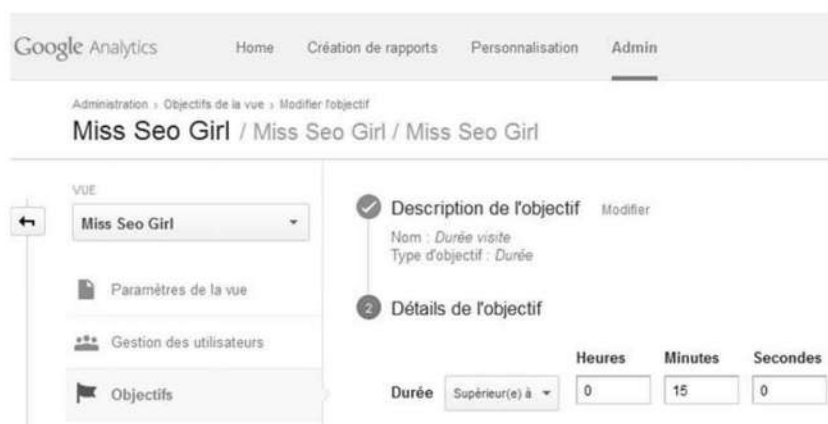 Google Analytics Home Création de rapports Personnalisation Admin
Administration › Objectifs de la vue › Modifier l'objectif
Miss Seo Girl / Miss Seo Girl / Miss Seo Girl
VUE
Miss Seo Girl
Paramètres de la vue
Gestion des utilisateurs
Objectifs
Description de l'objectif Modifier
Nom : Durée visite
Type d'objectif : Durée
2 Détails de l'objectif
Heures Minutes Secondes
Durée Supérieur(e) à 0 15 0